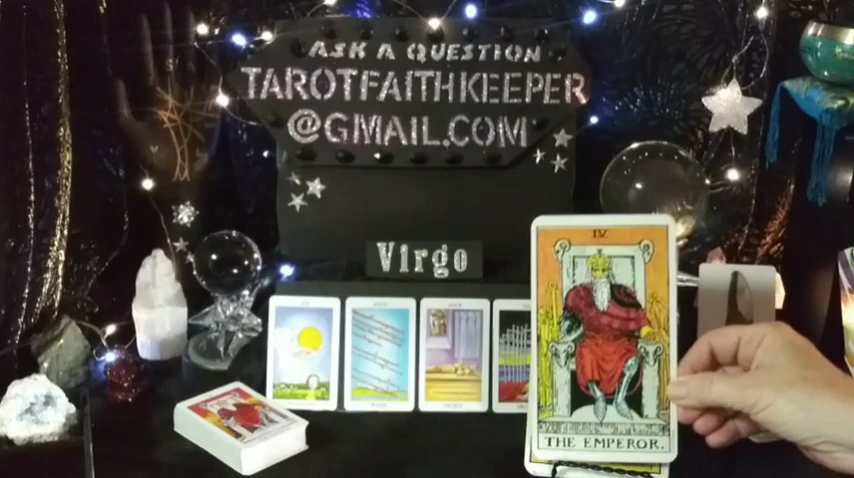 ASK A QUESTION
TAROTFAITHKEEPER
@GMAIL.COM
Virgo
IV
THE EMPEROR.